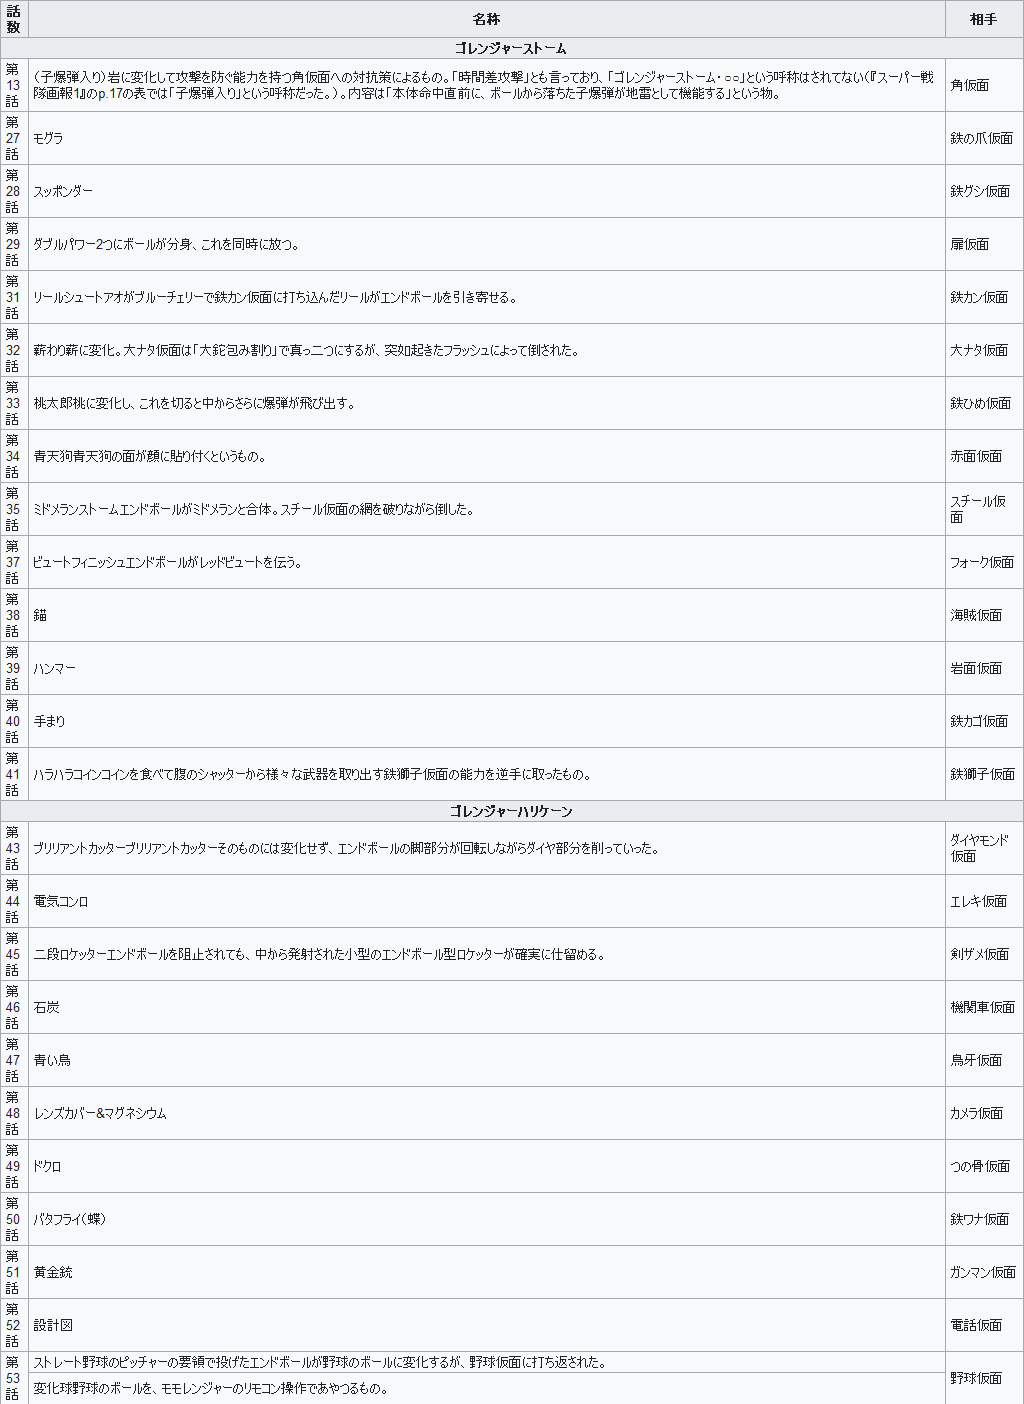 話数 名称 相手
ゴレンジャーストーム
第13話 （子爆弾入り）岩に変化して攻撃を防ぐ能力を持つ角仮面への対抗策によるもの。「時間差攻撃」とも言っており、「ゴレンジャーストーム・○○」という呼称はされてない（『スーパー戦
隊画報1』のp.17の表では「子爆弾入り」という呼称だった。）。内容は「本体命中直前に、ボールから落ちた子爆弾が地雷として機能する」という物。 角仮面
第27話 モグラ 鉄の爪仮面
第28話 スッポンダー 鉄グシ仮面
第29話 ダブルパワー2つにボールが分身、これを同時に放つ。 扉仮面
第31話 リールシュートアオがブルーチェリーで鉄カン仮面に打ち込んだリールがエンドボールを引き寄せる。 鉄カン仮面
第32話 薪わり薪に変化。大ナタ仮面は「大鉈包み割り」で真っ二つにするが、突如起きたフラッシュによって倒された。 大ナタ仮面
第33話 桃太郎桃に変化し、これを切ると中からさらに爆弾が飛び出す。 鉄ひめ仮面
第34話 青天狗青天狗の面が顔に貼り付くというもの。 赤面仮面
第35話 ミドメランストームエンドボールがミドメランと合体。スチール仮面の網を破りながら倒した。 スチール仮面
第37話 ビュートフィニッシュエンドボールがレッドビュートを伝う。 フォーク仮面
第38話 錨 海賊仮面
第39話 ハンマー 岩面仮面
第40話 手まり 鉄カゴ仮面
第41話 ハラハラコインコインを食べて腹のシャッターから様々な武器を取り出す鉄獅子仮面の能力を逆手に取ったもの。 鉄獅子仮面
ゴレンジャーハリケーン
第43話 ブリリアントカッターブリリアントカッターそのものには変化せず、エンドボールの脚部分が回転しながらダイヤ部分を削っていった。 ダイヤモンド仮面
第44話 電気コンロ エレキ仮面
第45話 二段ロケッターエンドボールを阻止されても、中から発射された小型のエンドボール型ロケッターが確実に仕留める。 剣ザメ仮面
第46話 石炭 機関車仮面
第47話 青い鳥 鳥牙仮面
第48話 レンズカバー&マグネシウム カメラ仮面
第49話 ドクロ つの骨仮面
第50話 バタフライ（蝶） 鉄ワナ仮面
第51話 黄金銃 ガンマン仮面
第52話 設計図 電話仮面
第53話 ストレート野球のピッチャーの要領で投げたエンドボールが野球のボールに変化するが、野球仮面に打ち返された。 野球仮面
変化球野球のボールを、モモレンジャーのリモコン操作であやつるもの。